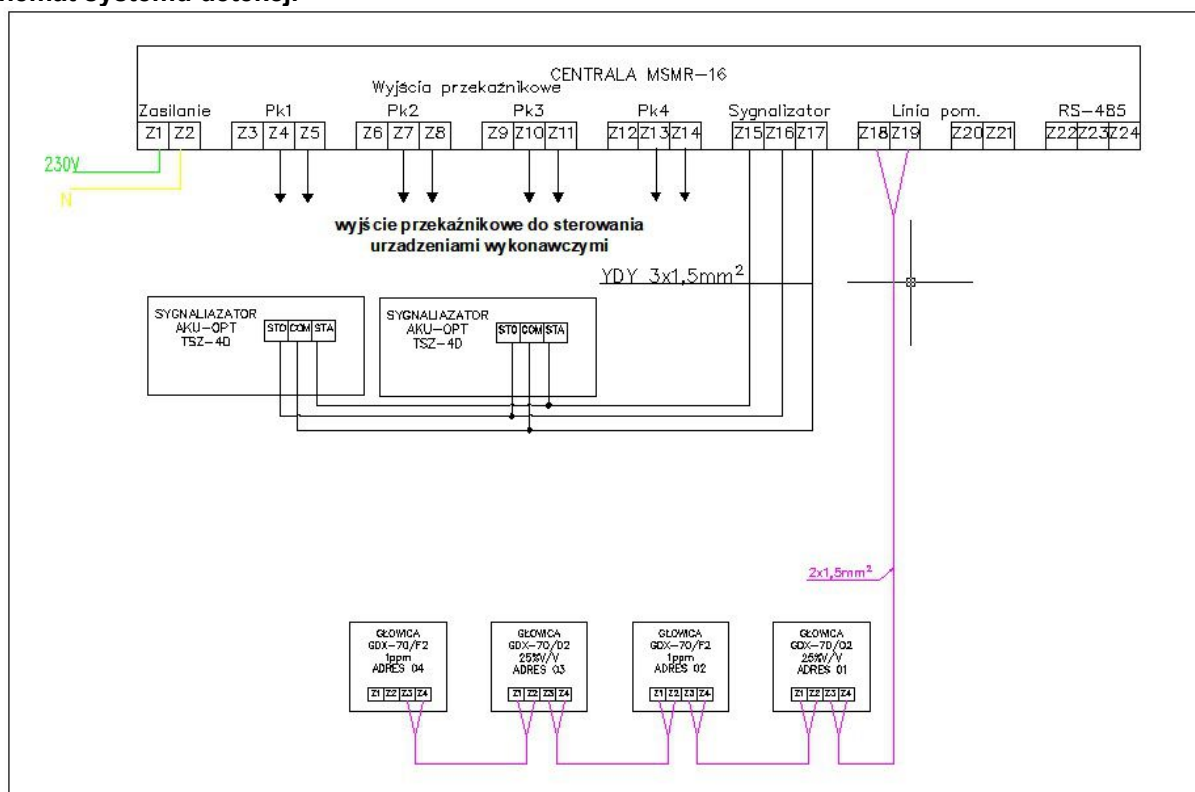 CENTRALA MSMR-16
Wyjścia przekaźnikowe
Zasilanie Pk1 Pk2 Pk3 Pk4 Sygnalizator Linia pom. RS-485
Z1 Z2 Z3 Z4 Z5 Z6 Z7 Z8 Z9 Z10 Z11 Z12 Z13 Z14 Z15 Z16 Z17 Z18 Z19 Z20 Z21 Z22 Z23 Z24
230V
N
wyjście przekaźnikowe do sterowania
urzadzeniami wykonawczymi
YDY 3x1,5mm²
SYGNALIAZATOR
AKU-OPT
TSZ-4D
STO COM STA
SYGNALIAZATOR
AKU-OPT
TSZ-4D
STO COM STA
2x1,5mm²
GŁOWICA
GDX-70/F2
1ppm
ADRES 04
Z1 Z2 Z3 Z4
GŁOWICA
GDX-70/O2
25%V/V
ADRES 03
Z1 Z2 Z3 Z4
GŁOWICA
GDX-70/F2
1ppm
ADRES 02
Z1 Z2 Z3 Z4
GŁOWICA
GDX-70/O2
25%V/V
ADRES 01
Z1 Z2 Z3 Z4